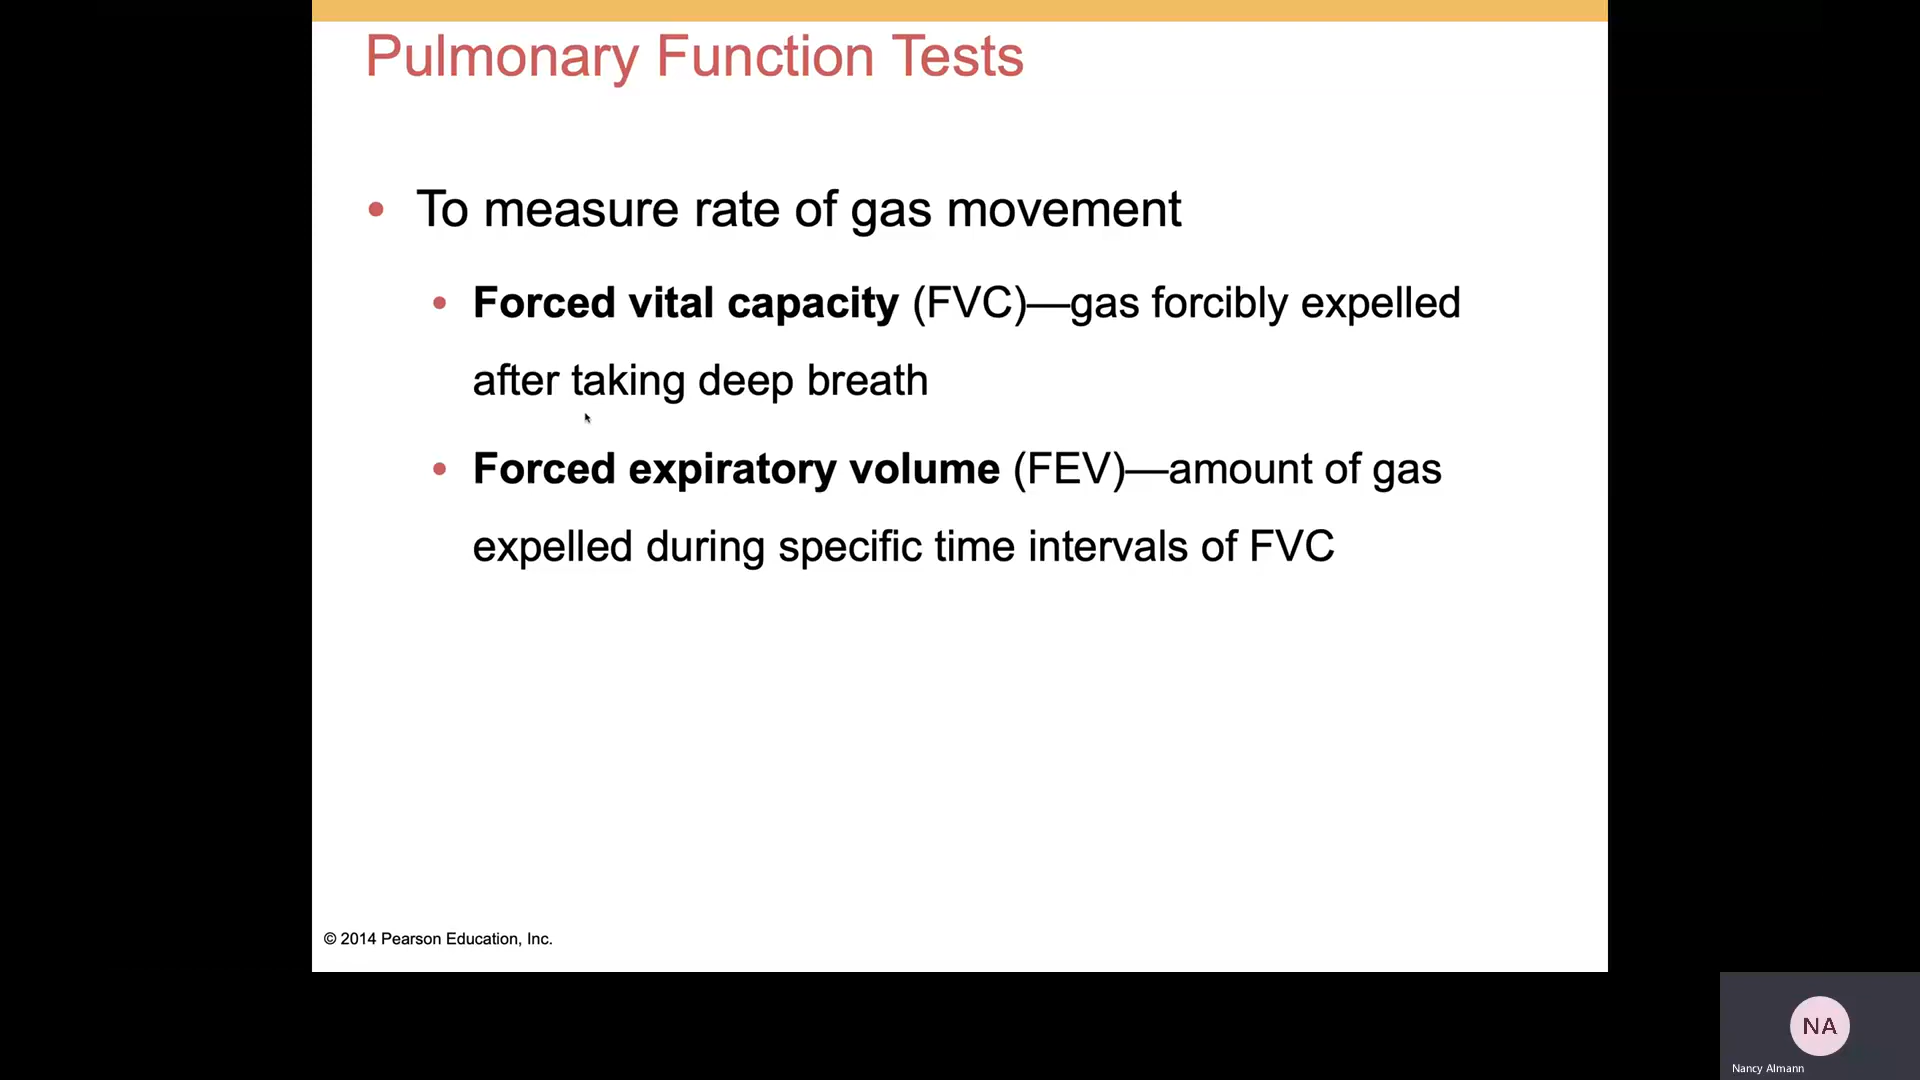 Pulmonary Function Tests
• To measure rate of gas movement
• Forced vital capacity (FVC)—gas forcibly expelled
after taking deep breath
• Forced expiratory volume (FEV)—amount of gas
expelled during specific time intervals of FVC
© 2014 Pearson Education, Inc.
NA
Nancy Almann